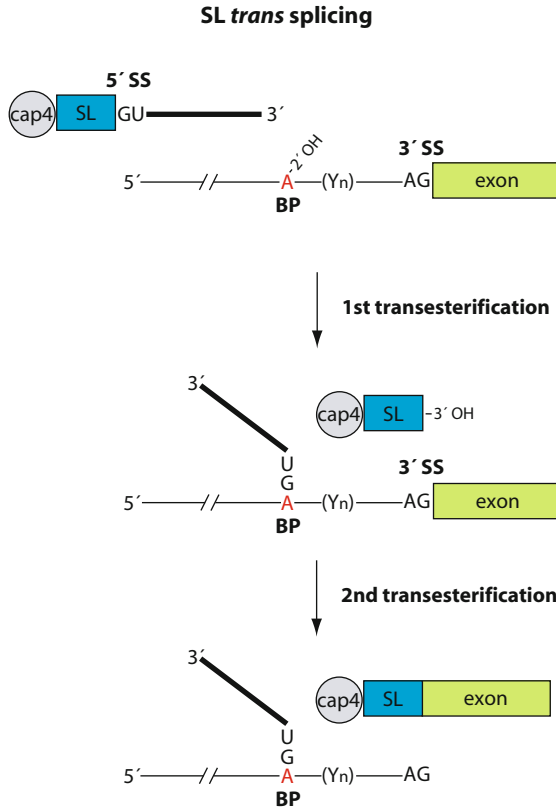 SL trans splicing
5´ SS
cap4 SL GU 3´
-2´ OH
3´ SS
5´ // A (Yn) AG exon
BP
1st transesterification
3´
cap4 SL -3´ OH
U
G
3´ SS
5´ // A (Yn) AG exon
BP
2nd transesterification
3´
cap4 SL exon
U
G
5´ // A (Yn) AG
BP